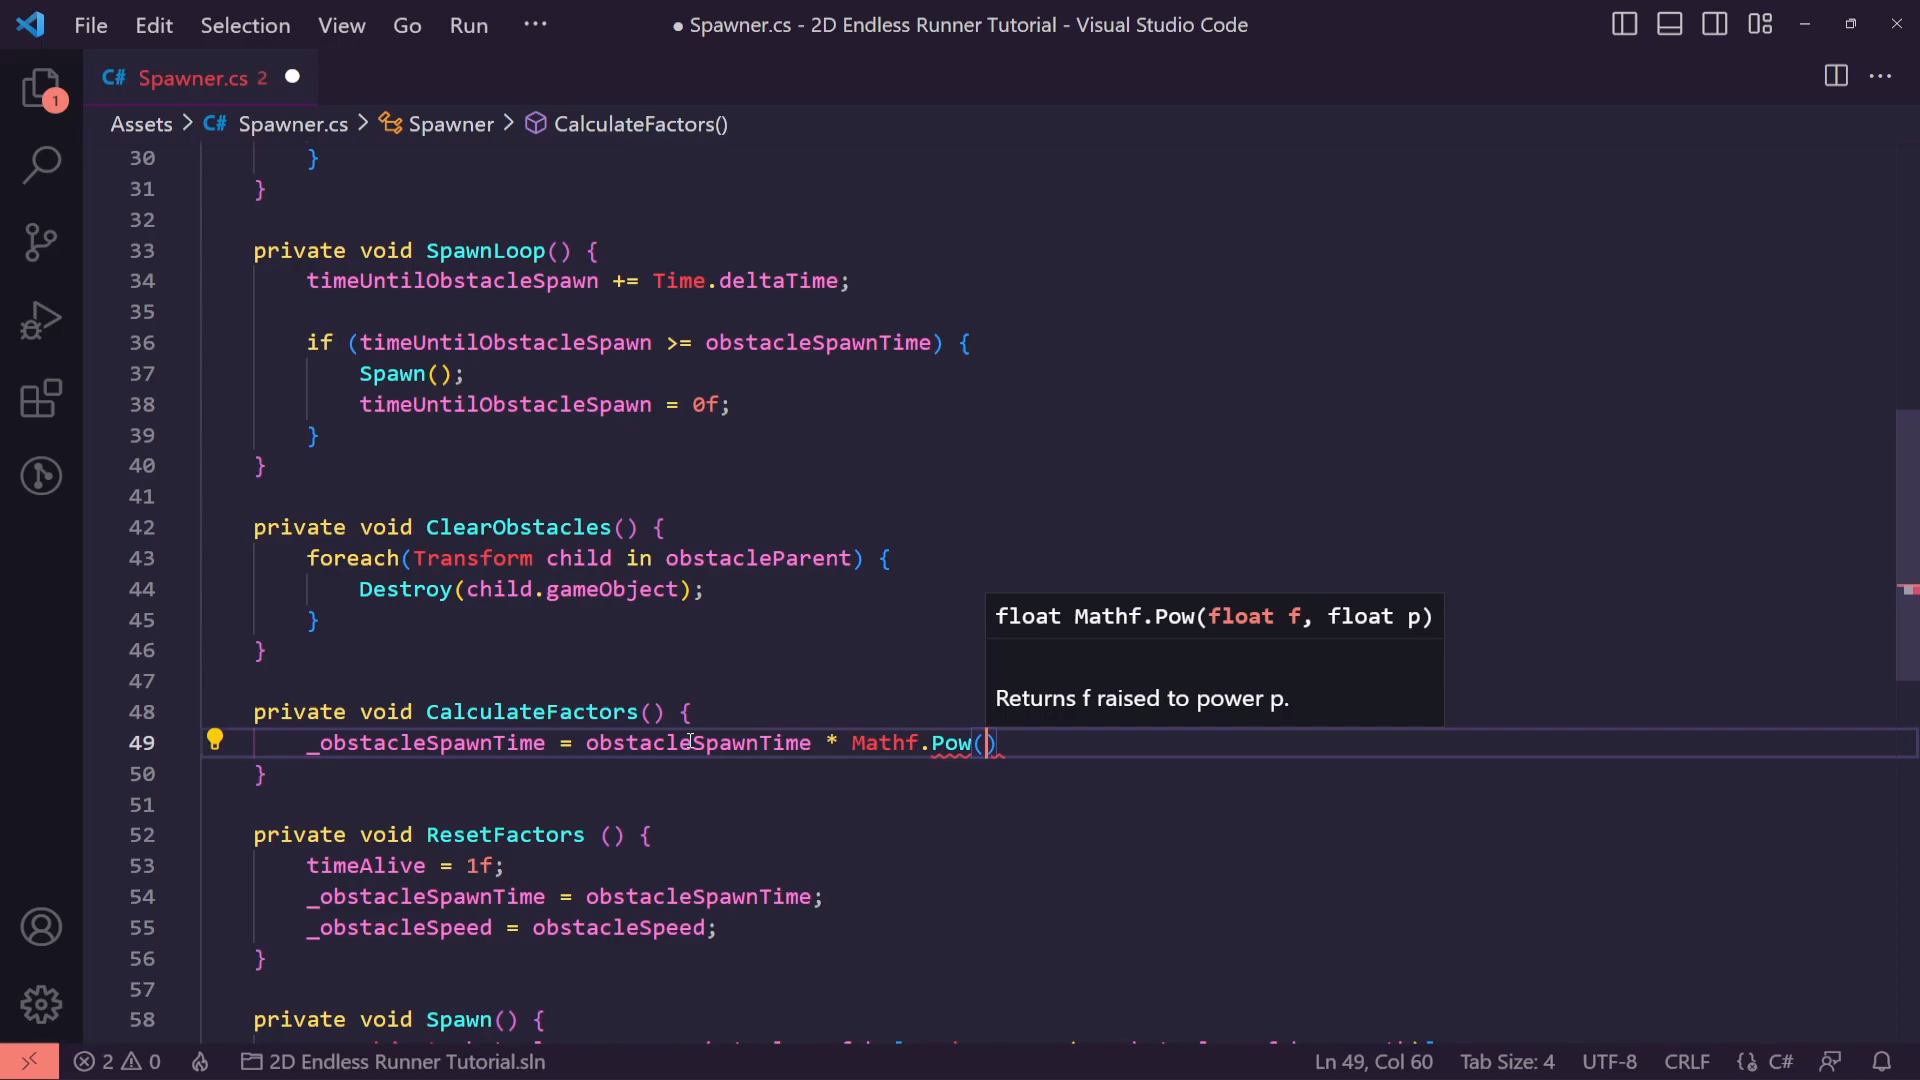 File Edit Selection View Go Run ··· ● Spawner.cs - 2D Endless Runner Tutorial - Visual Studio Code
C# Spawner.cs 2
1
Assets > C# Spawner.cs > Spawner > CalculateFactors()
30 }
31 }
32
33 private void SpawnLoop() {
34 timeUntilObstacleSpawn += Time.deltaTime;
35
36 if (timeUntilObstacleSpawn >= obstacleSpawnTime) {
37 Spawn();
38 timeUntilObstacleSpawn = 0f;
39 }
40 }
41
42 private void ClearObstacles() {
43 foreach(Transform child in obstacleParent) {
44 Destroy(child.gameObject);
45 }
float Mathf.Pow(float f, float p)
46 }
47
Returns f raised to power p.
48 private void CalculateFactors() {
49 _obstacleSpawnTime = obstacleSpawnTime * Mathf.Pow()
50 }
51
52 private void ResetFactors () {
53 timeAlive = 1f;
54 _obstacleSpawnTime = obstacleSpawnTime;
55 _obstacleSpeed = obstacleSpeed;
56 }
57
58 private void Spawn() {
2 0 2D Endless Runner Tutorial.sln Ln 49, Col 60 Tab Size: 4 UTF-8 CRLF C#